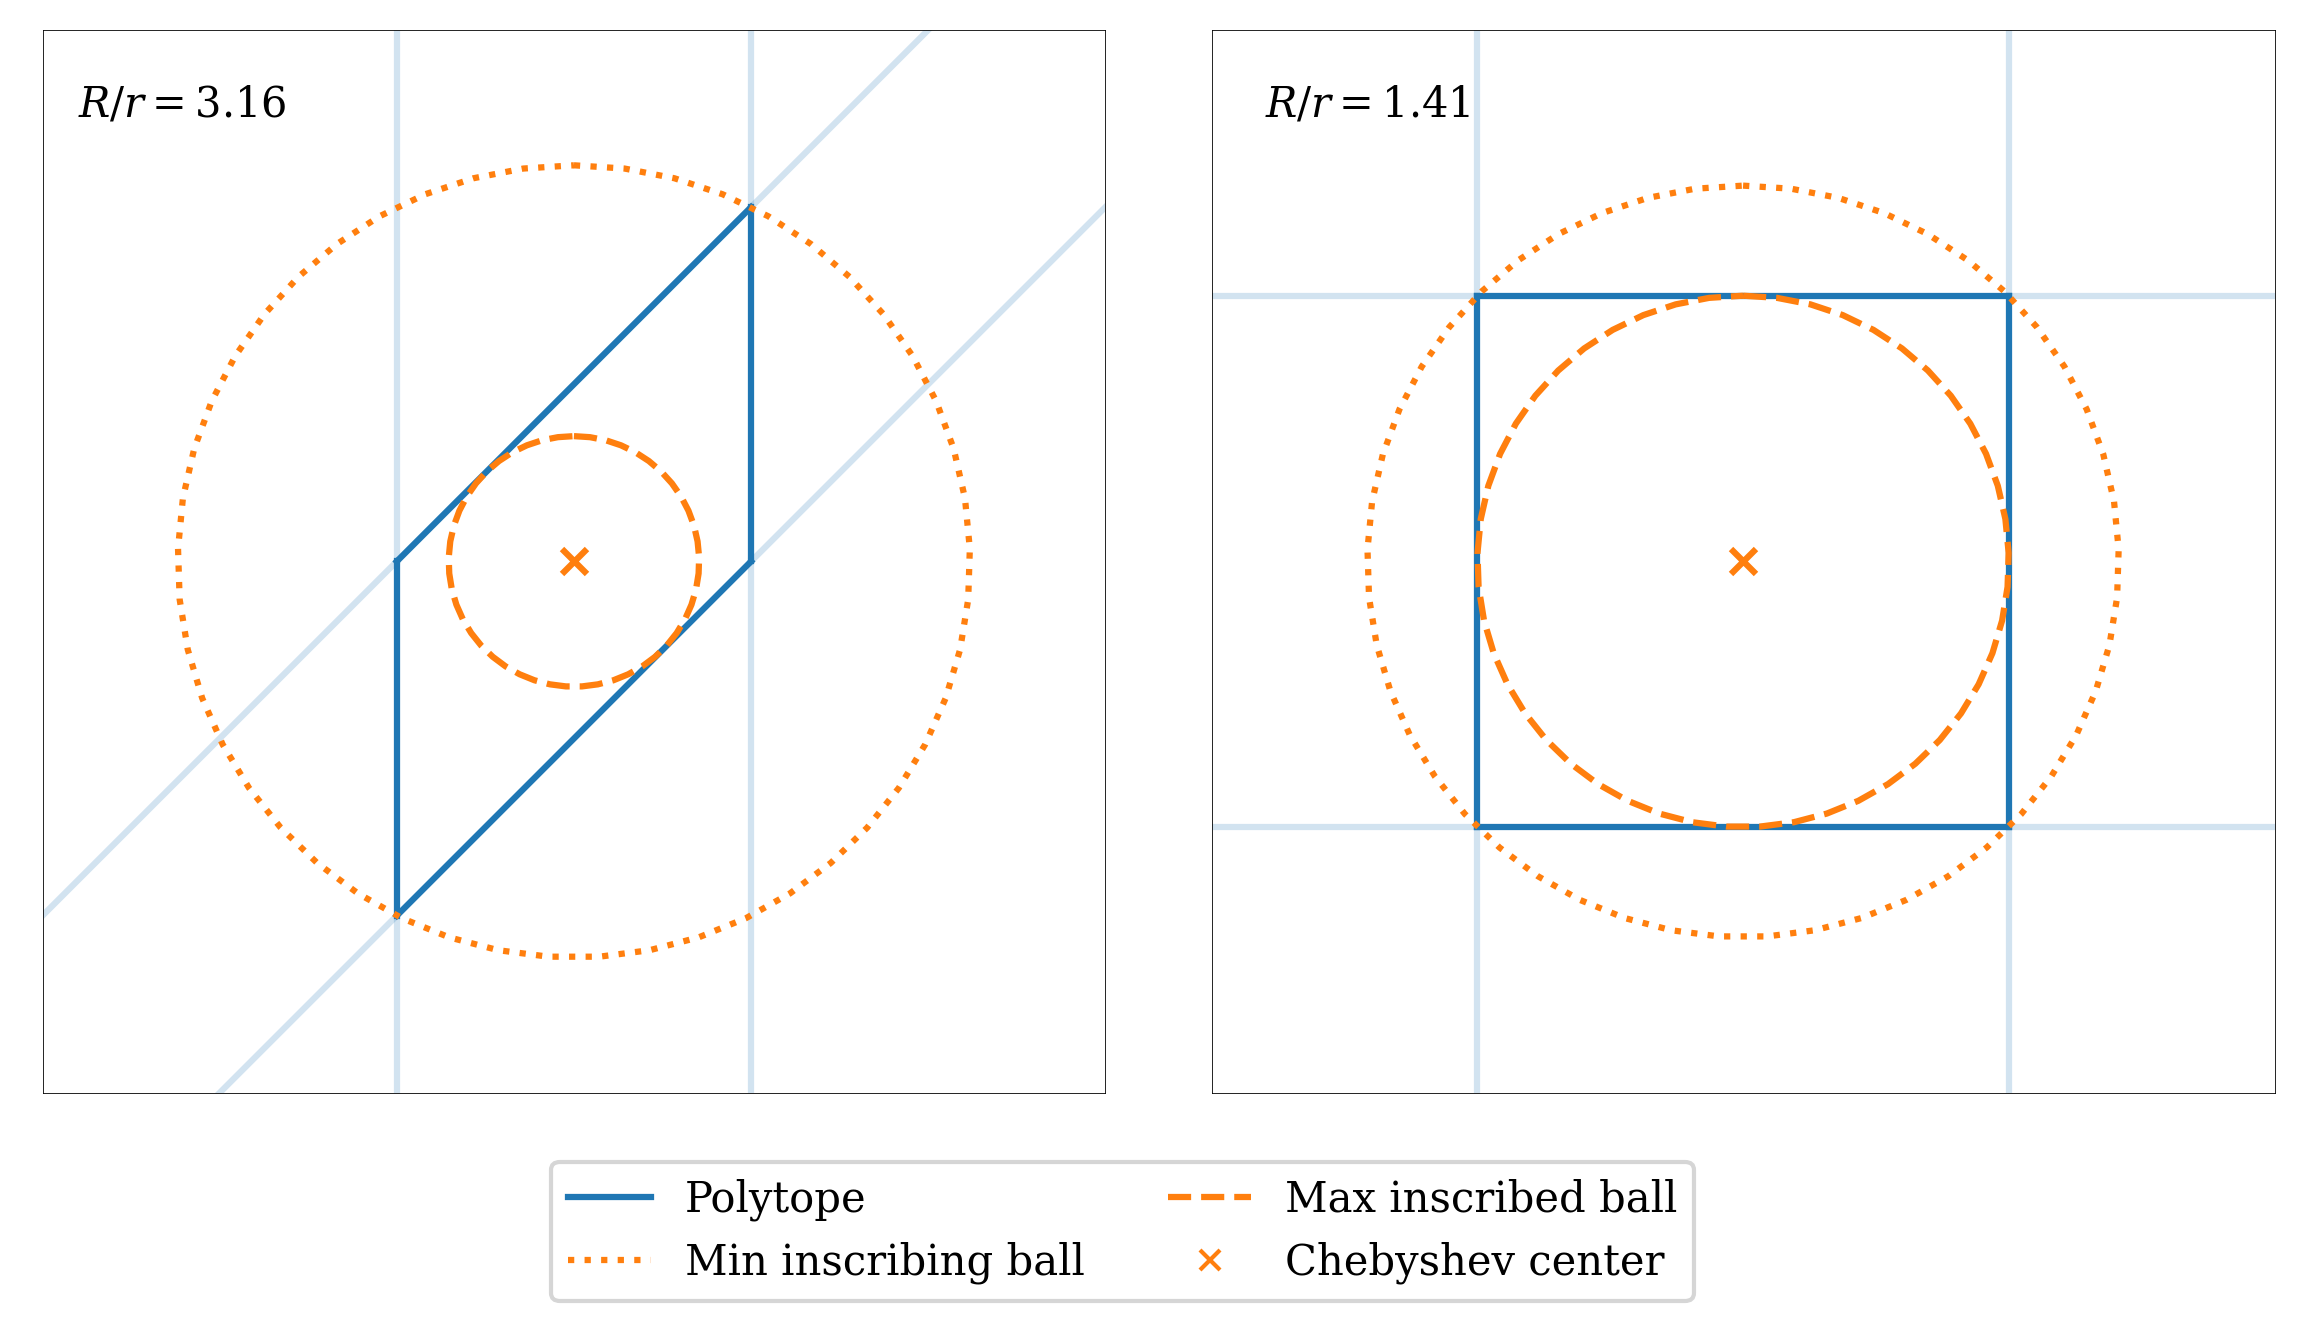 R/r = 3.16
R/r = 1.41
Polytope
Min inscribing ball
Max inscribed ball
Chebyshev center